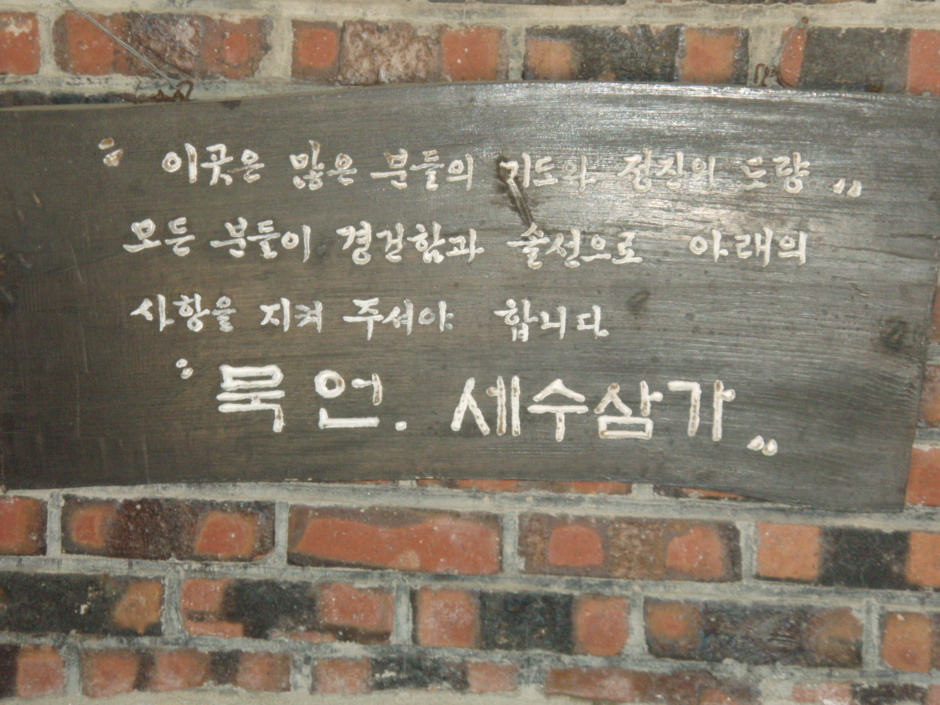 "이곳은 많은 분들의 기도와 정진의 도량"
모든 분들이 경건함과 솔선으로 아래의
사항을 지켜 주셔야 합니다
"묵언. 세수삼가"